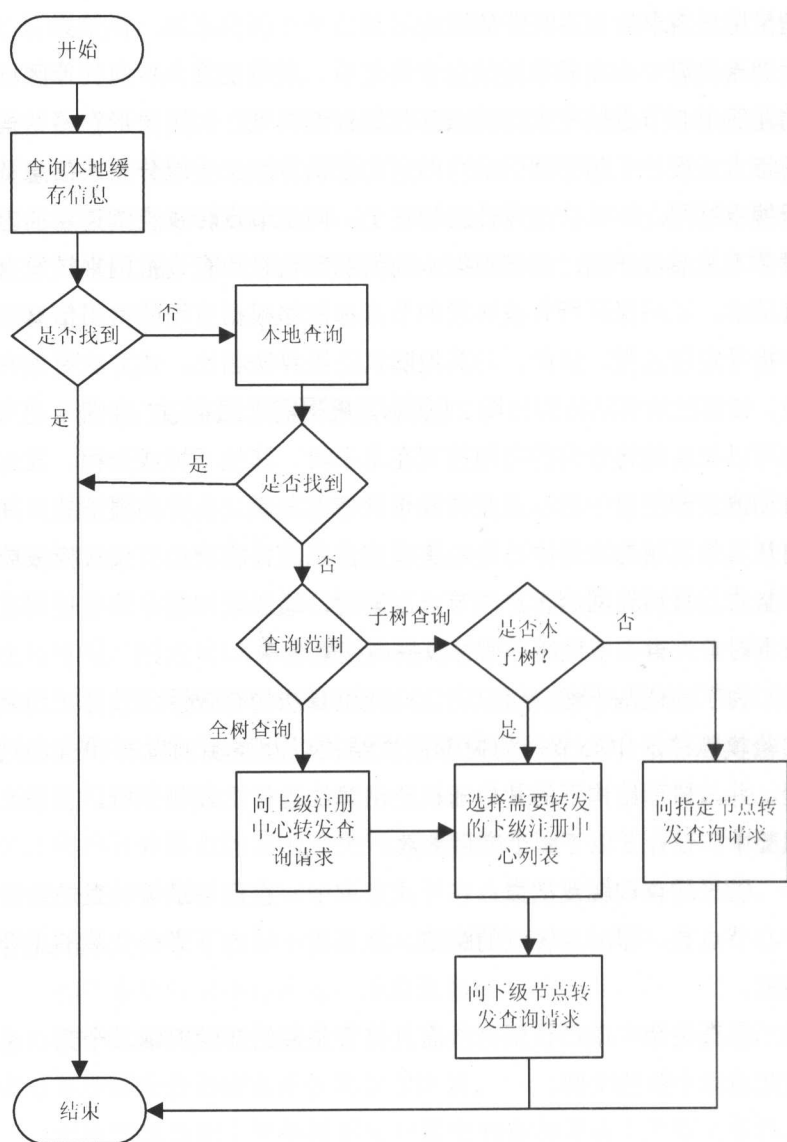 开始
查询本地缓
存信息
是否找到
否
本地查询
是
是
是否找到
否
查询范围
子树查询
是否本
子树?
否
全树查询
是
向上级注册
中心转发查
询请求
选择需要转发
的下级注册中
心列表
向指定节点转
发查询请求
向下级节点转
发查询请求
结束